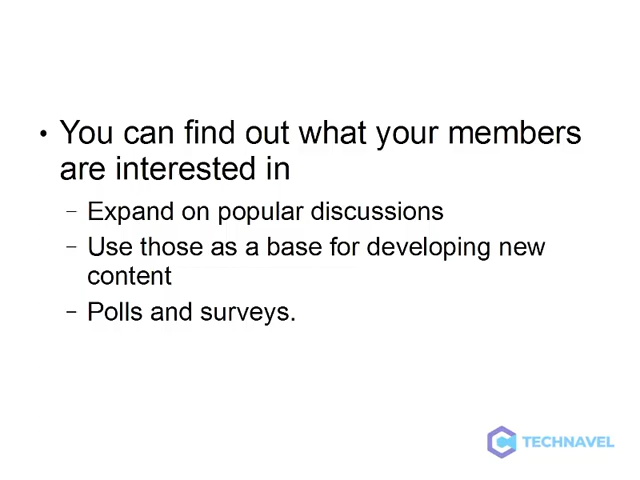 • You can find out what your members
are interested in
– Expand on popular discussions
– Use those as a base for developing new
content
– Polls and surveys.
TECHNAVEL